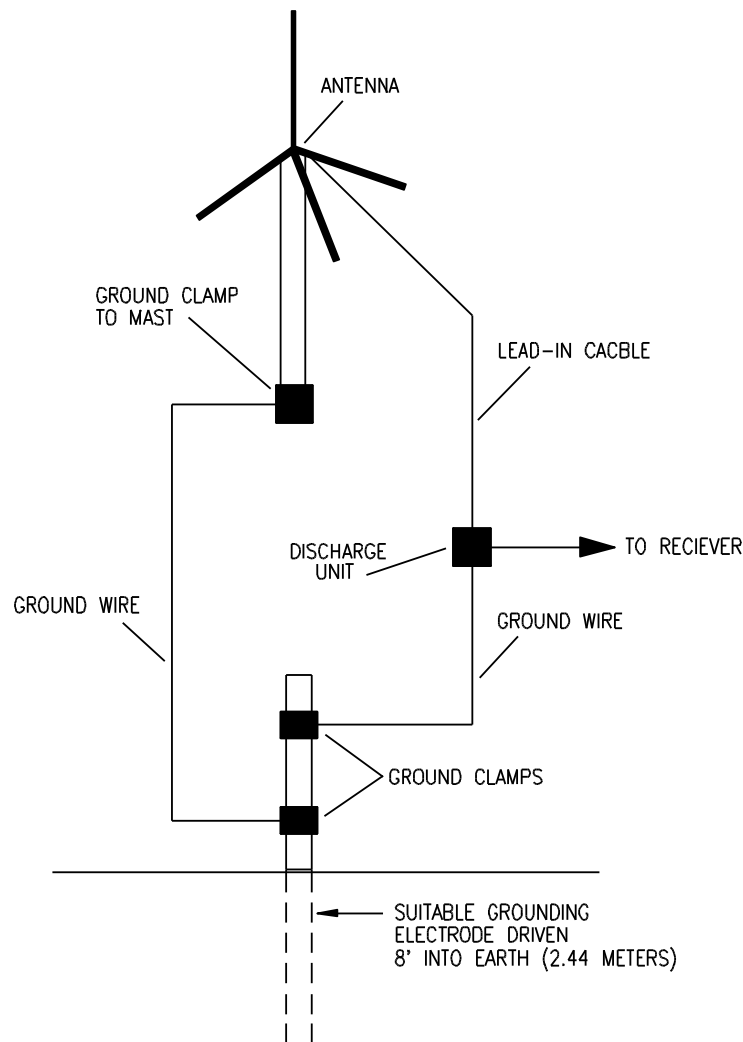 ANTENNA
GROUND CLAMP
TO MAST
LEAD-IN CACBLE
DISCHARGE
UNIT
TO RECIEVER
GROUND WIRE
GROUND WIRE
GROUND CLAMPS
SUITABLE GROUNDING
ELECTRODE DRIVEN
8' INTO EARTH (2.44 METERS)